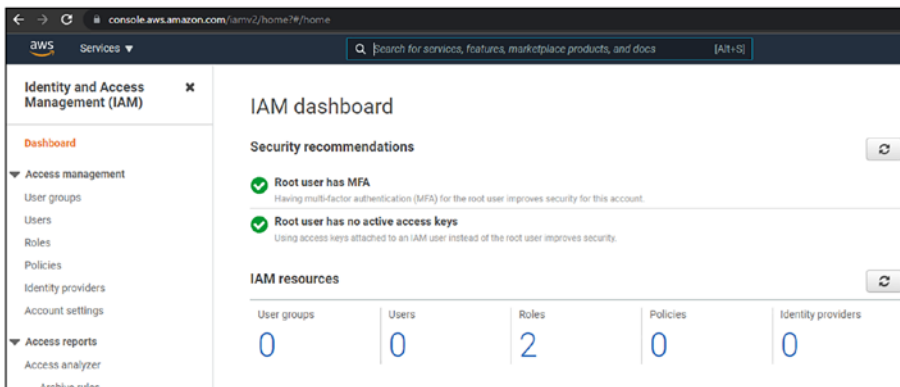 console.aws.amazon.com/iamv2/home?#/home
aws Services ▼ Search for services, features, marketplace products, and docs [Alt+S]
Identity and Access
Management (IAM)
Dashboard
Access management
User groups
Users
Roles
Policies
Identity providers
Account settings
Access reports
Access analyzer
Archive rules
IAM dashboard
Security recommendations
Root user has MFA
Having multi-factor authentication (MFA) for the root user improves security for this account.
Root user has no active access keys
Using access keys attached to an IAM user instead of the root user improves security.
IAM resources
User groups Users Roles Policies Identity providers
0 0 2 0 0